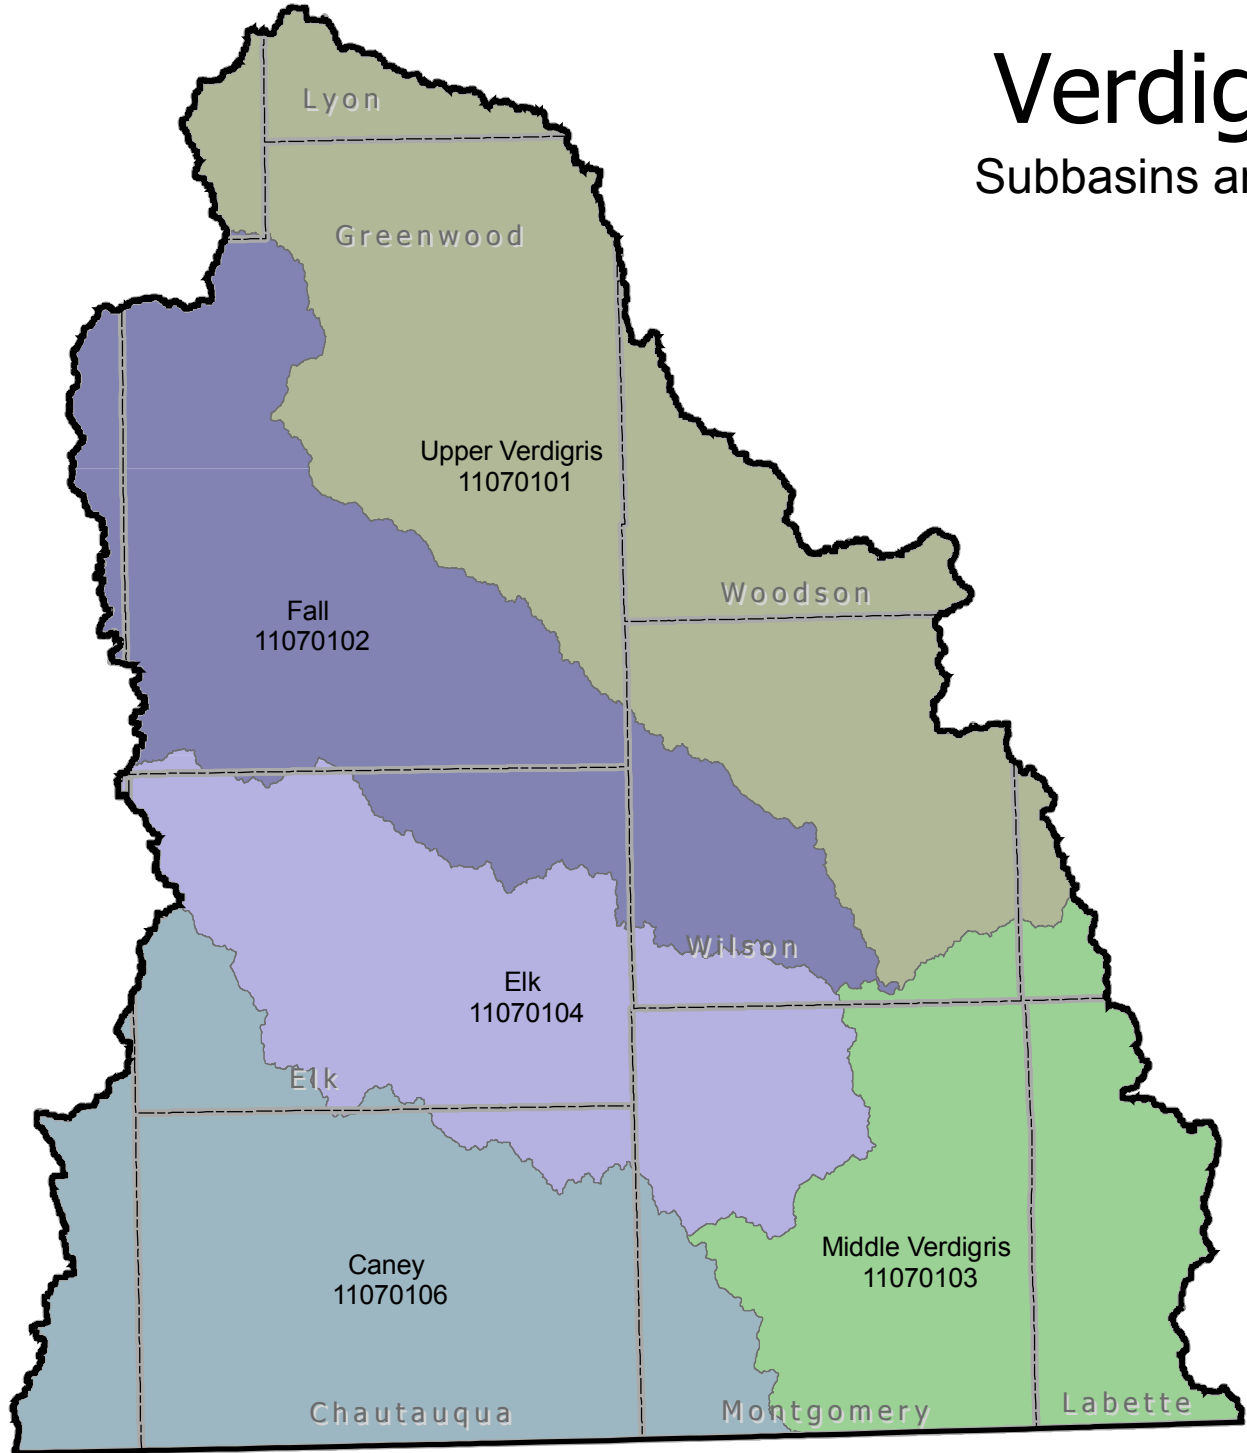 Verdig
Subbasins ar
Lyon
Greenwood
Upper Verdigris
11070101
Woodson
Fall
11070102
Wilson
Elk
11070104
Elk
Middle Verdigris
11070103
Caney
11070106
Chautauqua
Montgomery
Labette